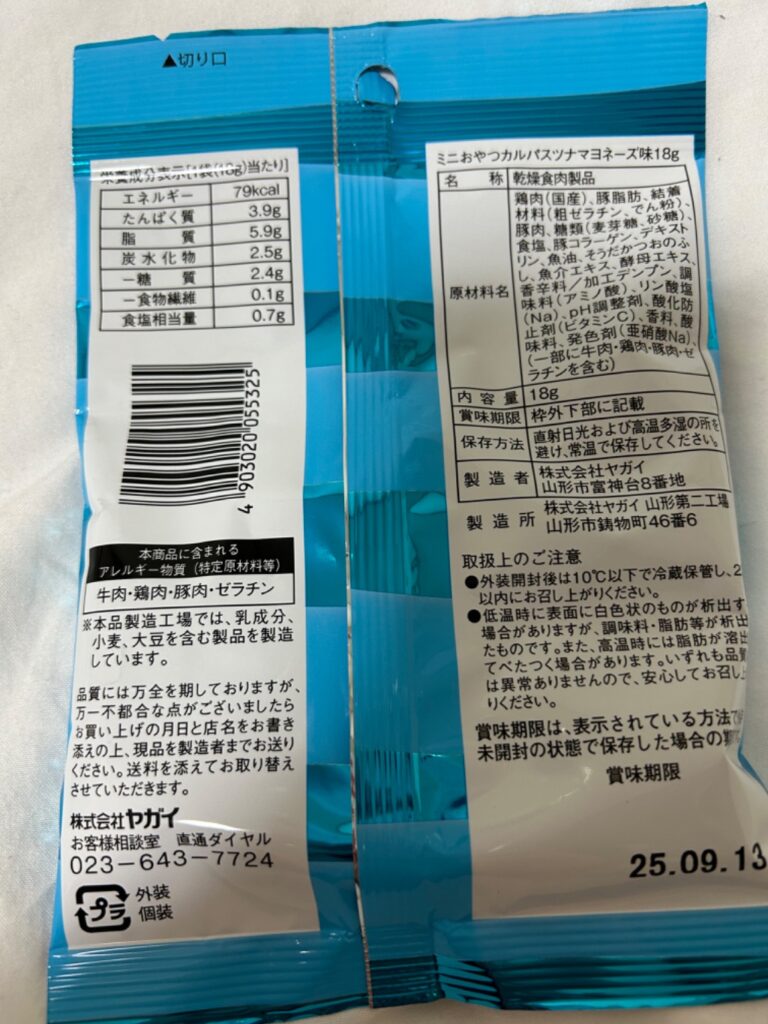 ▲切り口
栄養成分表示[1袋(18g)当たり]
エネルギー 79kcal
たんぱく質 3.9g
脂質 5.9g
炭水化物 2.5g
－糖質 2.4g
－食物繊維 0.1g
食塩相当量 0.7g
4 903020 055325
本商品に含まれる
アレルギー物質(特定原材料等)
牛肉・鶏肉・豚肉・ゼラチン
※本品製造工場では、乳成分、
小麦、大豆を含む製品を製造
しています。
品質には万全を期しておりますが、
万一不都合な点がございましたら
お買い上げの月日と店名をお書き
添えの上、現品を製造者までお送り
ください。送料を添えてお取り替え
させていただきます。
株式会社ヤガイ
お客様相談室 直通ダイヤル
023-643-7724
プラ
外装
個装
ミニおやつカルパスツナマヨネーズ味18g
名称 乾燥食肉製品
原材料名
鶏肉(国産)、豚脂肪、結着
材料(粗ゼラチン、でん粉)、
豚肉、糖類(麦芽糖、砂糖)、
食塩、豚コラーゲン、デキスト
リン、魚油、そうだかつおのふ
し、魚介エキス、酵母エキス、
香辛料/加工デンプン、調
味料(アミノ酸)、リン酸塩
(Na)、pH調整剤、酸化防
止剤(ビタミンC)、香料、酸
味料、発色剤(亜硝酸Na)、
(一部に牛肉・鶏肉・豚肉・ゼ
ラチンを含む)
内容量 18g
賞味期限 枠外下部に記載
保存方法 直射日光および高温多湿の所を
避け、常温で保存してください。
製造者 株式会社ヤガイ
山形市富神台8番地
製造所 株式会社ヤガイ 山形第二工場
山形市鋳物町46番6
取扱上のご注意
●外装開封後は10℃以下で冷蔵保管し、2
以内にお召し上がりください。
●低温時に表面に白色状のものが析出す
場合がありますが、調味料・脂肪等が析出
たものです。また、高温時には脂肪が溶出
てべたつく場合があります。いずれも品質
は異常ありませんので、安心してお召し上
りください。
賞味期限は、表示されている方法で
未開封の状態で保存した場合の期
賞味期限
25.09.13